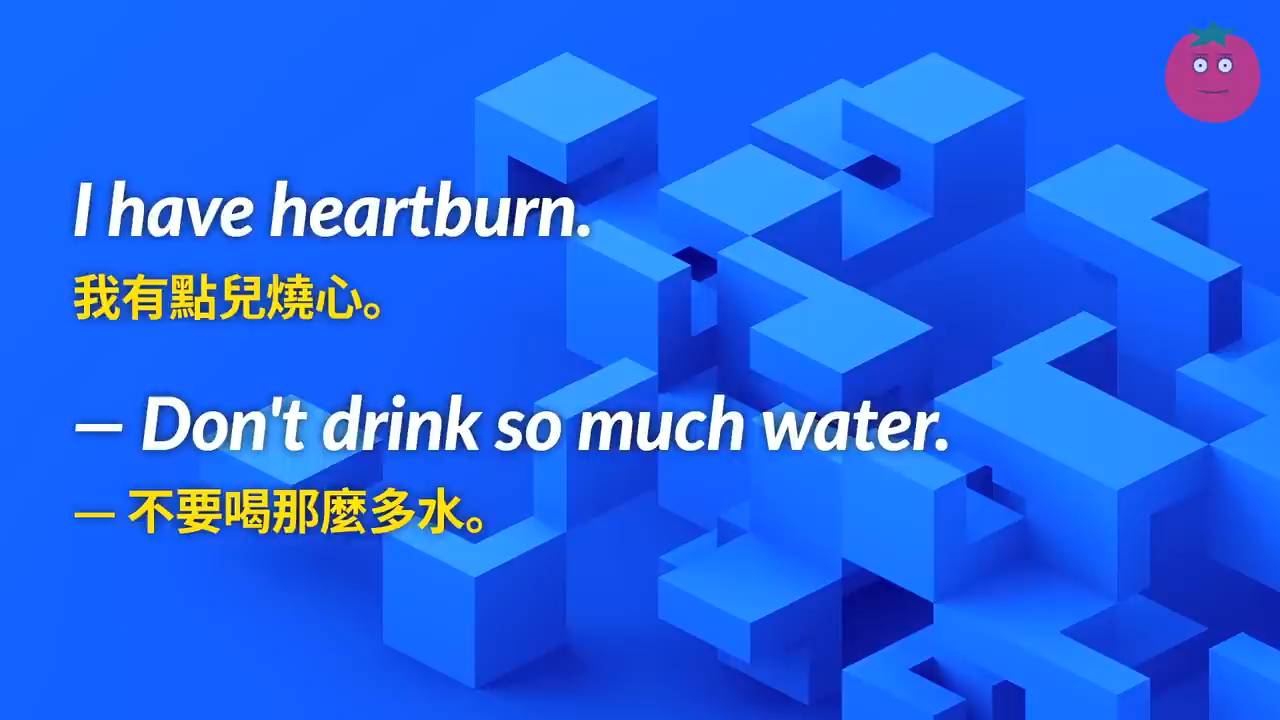 I have heartburn.
我有點兒燒心。
— Don't drink so much water.
— 不要喝那麼多水。